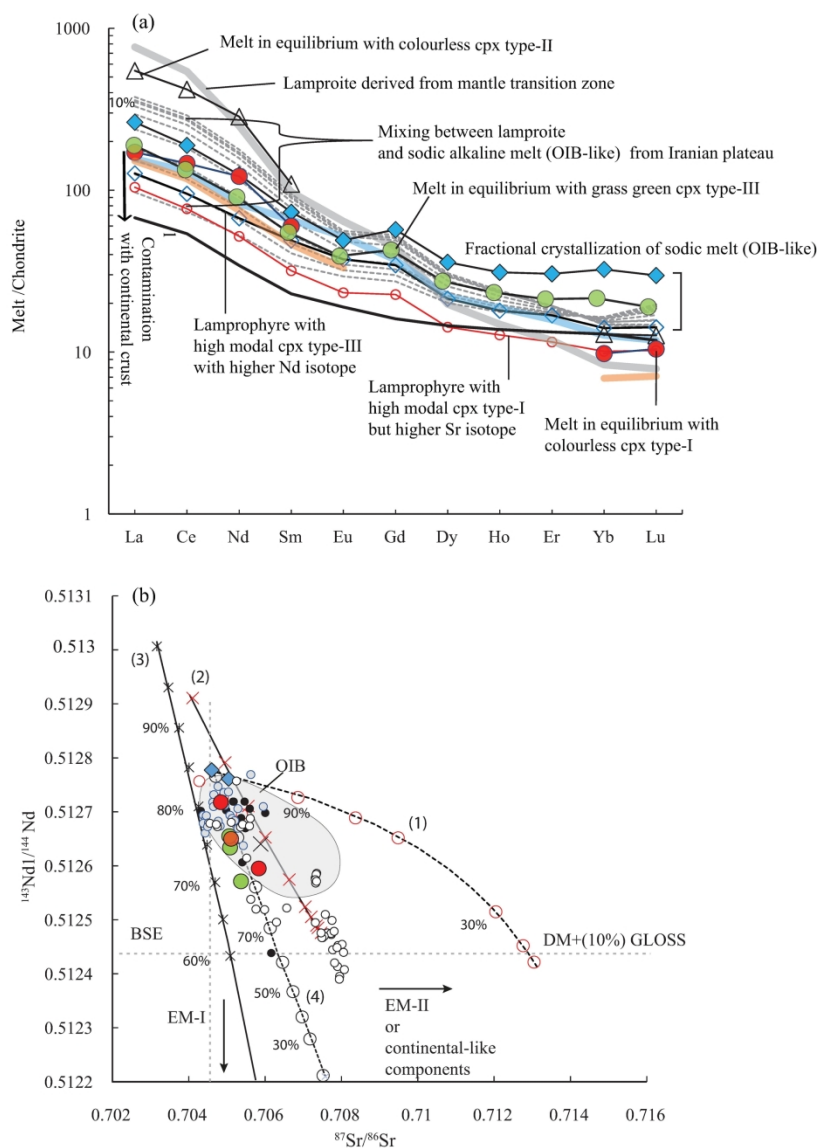 (a)
1000
100
10
1
Melt /Chondrite
10%
1
Melt in equilibrium with colourless cpx type-II
Lamproite derived from mantle transition zone
Mixing between lamproite
and sodic alkaline melt (OIB-like) from Iranian plateau
Melt in equilibrium with grass green cpx type-III
Fractional crystallization of sodic melt (OIB-like)
Contamination
with continental crust
Lamprophyre with
high modal cpx type-III
with higher Nd isotope
Lamprophyre with
high modal cpx type-I
but higher Sr isotope
Melt in equilibrium with
colourless cpx type-I
La Ce Nd Sm Eu Gd Dy Ho Er Yb Lu
(b)
0.5131
0.513
0.5129
0.5128
0.5127
0.5126
0.5125
0.5124
0.5123
0.5122
143Nd1/144 Nd
(3)
(2)
90%
OIB
80%
90%
(1)
70%
70%
30%
BSE
60%
DM+(10%) GLOSS
50%
(4)
EM-I
EM-II
or
continental-like
components
30%
0.702 0.704 0.706 0.708 0.710 0.712 0.714 0.716
87Sr/86Sr